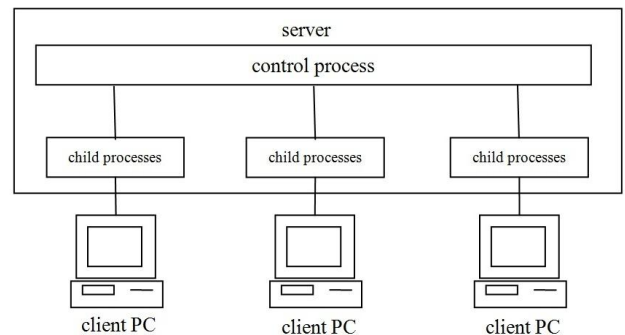 server
control process
child processes
child processes
child processes
client PC
client PC
client PC